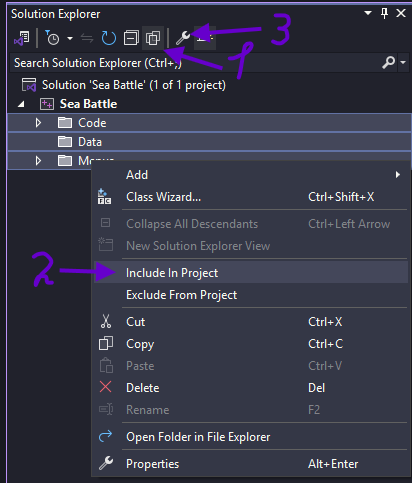 Solution Explorer
3
1
Search Solution Explorer (Ctrl+;)
Solution 'Sea Battle' (1 of 1 project)
Sea Battle
Code
Data
Menus
Add
Class Wizard... Ctrl+Shift+X
Collapse All Descendants Ctrl+Left Arrow
New Solution Explorer View
2
Include In Project
Exclude From Project
Cut Ctrl+X
Copy Ctrl+C
Paste Ctrl+V
Delete Del
Rename F2
Open Folder in File Explorer
Properties Alt+Enter